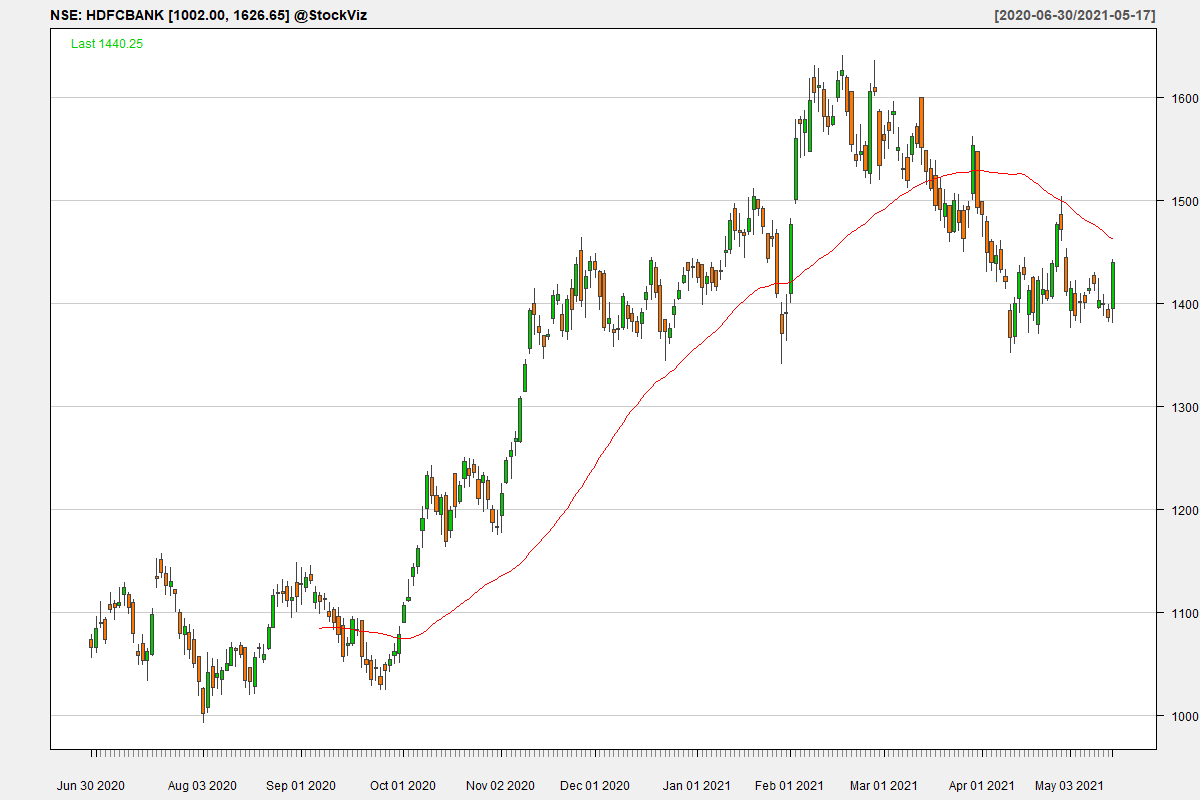 NSE: HDFCBANK [1002.00, 1626.65] @StockViz [2020-06-30/2021-05-17]
Last 1440.25
1600
1500
1400
1300
1200
1100
1000
Jun 30 2020 Aug 03 2020 Sep 01 2020 Oct 01 2020 Nov 02 2020 Dec 01 2020 Jan 01 2021 Feb 01 2021 Mar 01 2021 Apr 01 2021 May 03 2021